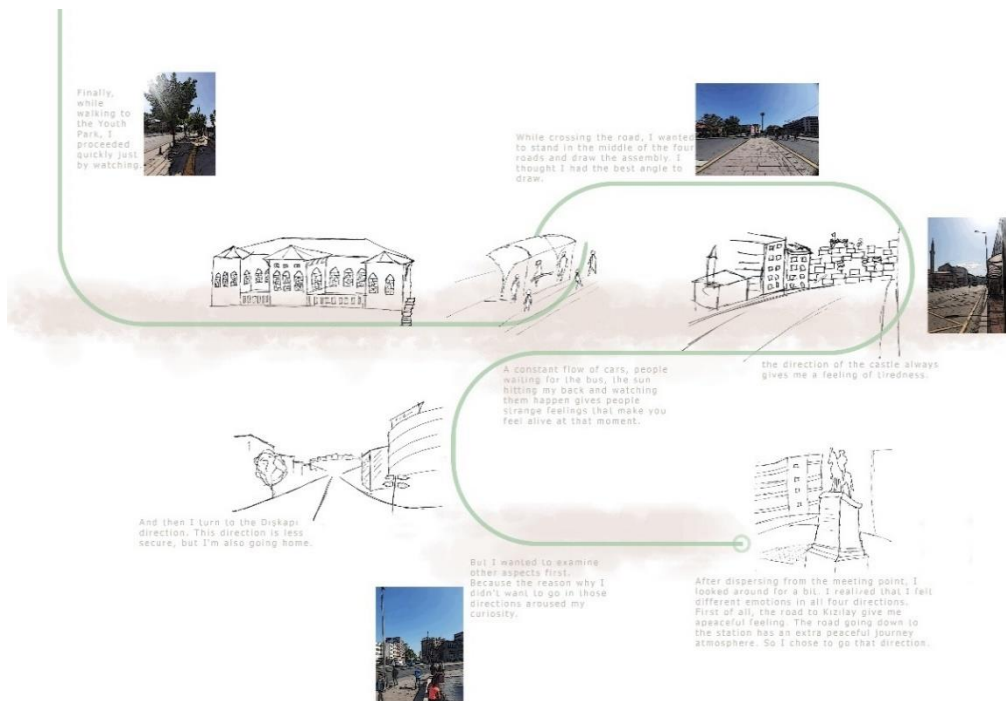 Finally,
while
walking to
the Youth
Park, I
proceeded
quickly just
by watching.
While crossing the road, I wanted
to stand in the middle of the four
roads and draw the assembly. I
thought I had the best angle to
draw.
the direction of the castle always
gives me a feeling of tiredness.
A constant flow of cars, people
waiting for the bus, the sun
hitting my back and watching
them happen gives people
strange feelings that make you
feel alive at that moment.
And then I turn to the Dışkapı
direction. This direction is less
secure, but I'm also going home.
But I wanted to examine
other aspects first.
Because the reason why I
didn't want to go in those
directions aroused my
curiosity.
After dispersing from the meeting point, I
looked around for a bit. I realized that I felt
different emotions in all four directions.
First of all, the road to Kızılay give me
apeaceful feeling. The road going down to
the station has an extra peaceful journey
atmosphere. So I chose to go that direction.